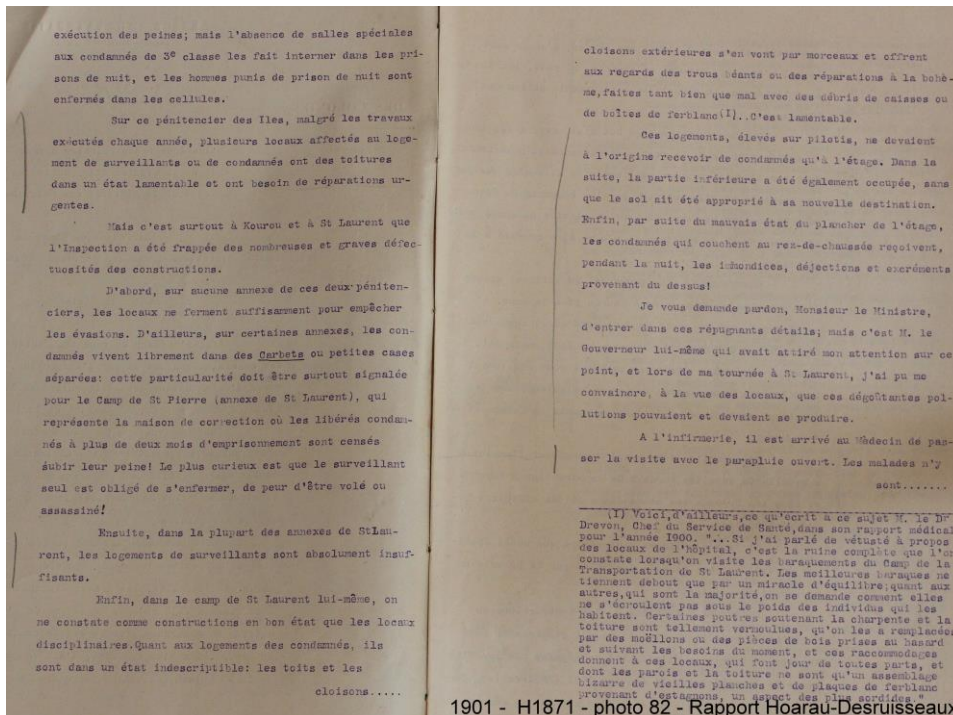 exécution des peines; mais l'absence de salles spéciales
aux condamnés de 3e classe les fait interner dans les pri-
sons de nuit, et les hommes punis de prison de nuit sont
enfermés dans les cellules.
Sur ce pénitencier des Iles, malgré les travaux
exécutés chaque année, plusieurs locaux affectés au loge-
ment de surveillants ou de condamnés ont des toitures
dans un état lamentable et ont besoin de réparations ur-
gentes.
Mais c'est surtout à Kourou et à St Laurent que
l'Inspection a été frappée des nombreuses et graves défec-
tuosités des constructions.
D'abord, sur aucune annexe de ces deux péniten-
ciers, les locaux ne ferment suffisamment pour empêcher
les évasions. D'ailleurs, sur certaines annexes, les con-
damnés vivent librement dans des Carbets ou petites cases
séparées: cette particularité doit être surtout signalée
pour le Camp de St Pierre (annexe de St Laurent), qui
représente la maison de correction où les libérés condam-
nés à plus de deux mois d'emprisonnement sont censés
subir leur peine! Le plus curieux est que le surveillant
seul est obligé de s'enfermer, de peur d'être volé ou
assassiné!
Ensuite, dans la plupart des annexes de StLau-
rent, les logements de surveillants sont absolument insuf-
fisants.
Enfin, dans le camp de St Laurent lui-même, on
ne constate comme constructions en bon état que les locaux
disciplinaires.Quant aux logements des condamnés, ils
sont dans un état indescriptible: les toits et les
cloisons.....
cloisons extérieures s'en vont par morceaux et offrent
aux regards des trous béants ou des réparations à la bohè-
me,faites tant bien que mal avec des débris de caisses ou
de boîtes de ferblanc(I)..C'est lamentable.
Ces logements, élevés sur pilotis, ne devaient
à l'origine recevoir de condamnés qu'à l'étage. Dans la
suite, la partie inférieure a été également occupée, sans
que le sol ait été approprié à sa nouvelle destination.
Enfin, par suite du mauvais état du plancher de l'étage,
les condamnés qui couchent au rez-de-chaussée reçoivent,
pendant la nuit, les immondices, déjections et excréments
provenant du dessus!
Je vous demande pardon, Monsieur le Ministre,
d'entrer dans ces répugnants détails; mais c'est M. le
Gouverneur lui-même qui avait attiré mon attention sur ce
point, et lors de ma tournée à St Laurent, j'ai pu me
convaincre, à la vue des locaux, que ces dégoûtantes pol-
lutions pouvaient et devaient se produire.
A l'infirmerie, il est arrivé au Médecin de pas-
ser la visite avec le parapluie ouvert. Les malades n'y
sont.......
(I) Voici,d'ailleurs,ce qu'écrit à ce sujet M. le Dr
Drevon, Chef du Service de Santé,dans son rapport médical
pour l'année 1900. "...Si j'ai parlé de vétusté à propos
des locaux de l'hôpital, c'est la ruine complète que l'on
constate lorsqu'on visite les baraquements du Camp de la
Transportation de St Laurent. Les meilleures baraques ne
tiennent debout que par un miracle d'équilibre;quant aux
autres,qui sont la majorité,on se demande comment elles
ne s'écroulent pas sous le poids des individus qui les
habitent. Certaines poutres soutenant la charpente et la
toiture sont tellement vermoulues, qu'on les a remplacées
par des moëllons ou des pièces de bois prises au hasard
et suivant les besoins du moment, et ces raccommodages
donnent à ces locaux, qui font jour de toutes parts, et
dont les parois et la toiture ne sont qu'un assemblage
bizarre de vieilles planches et de plaques de ferblanc
provenant d'estagnons, un aspect des plus sordides."
1901 - H1871 - photo 82 - Rapport Hoarau-Desruisseaux